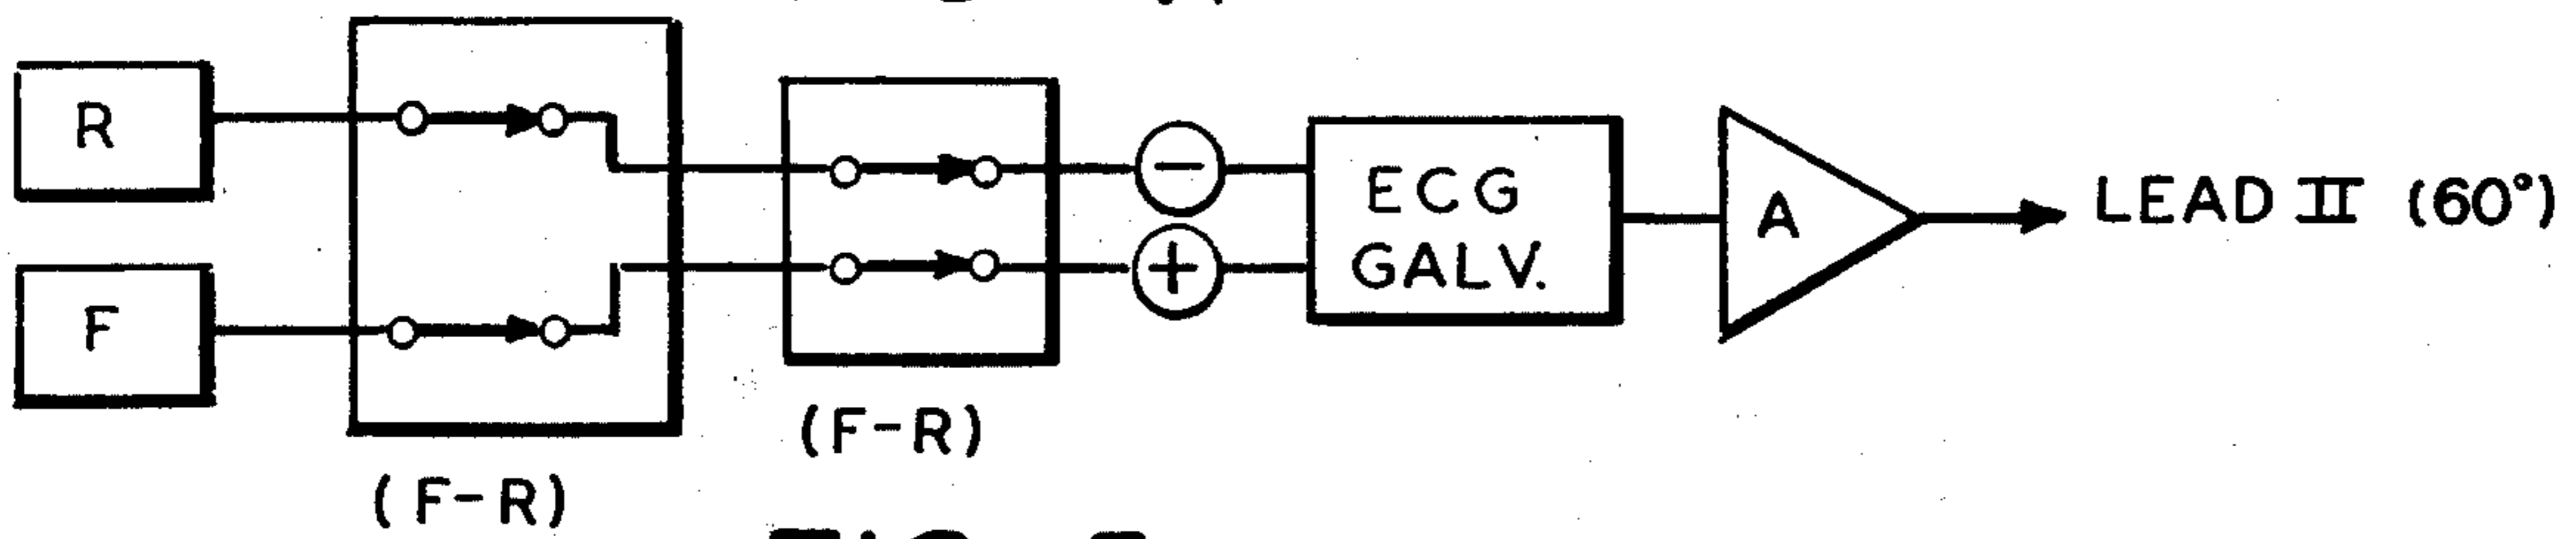 R
F
(F-R)
(F-R)
−
+
ECG
GALV.
A
LEAD II (60°)